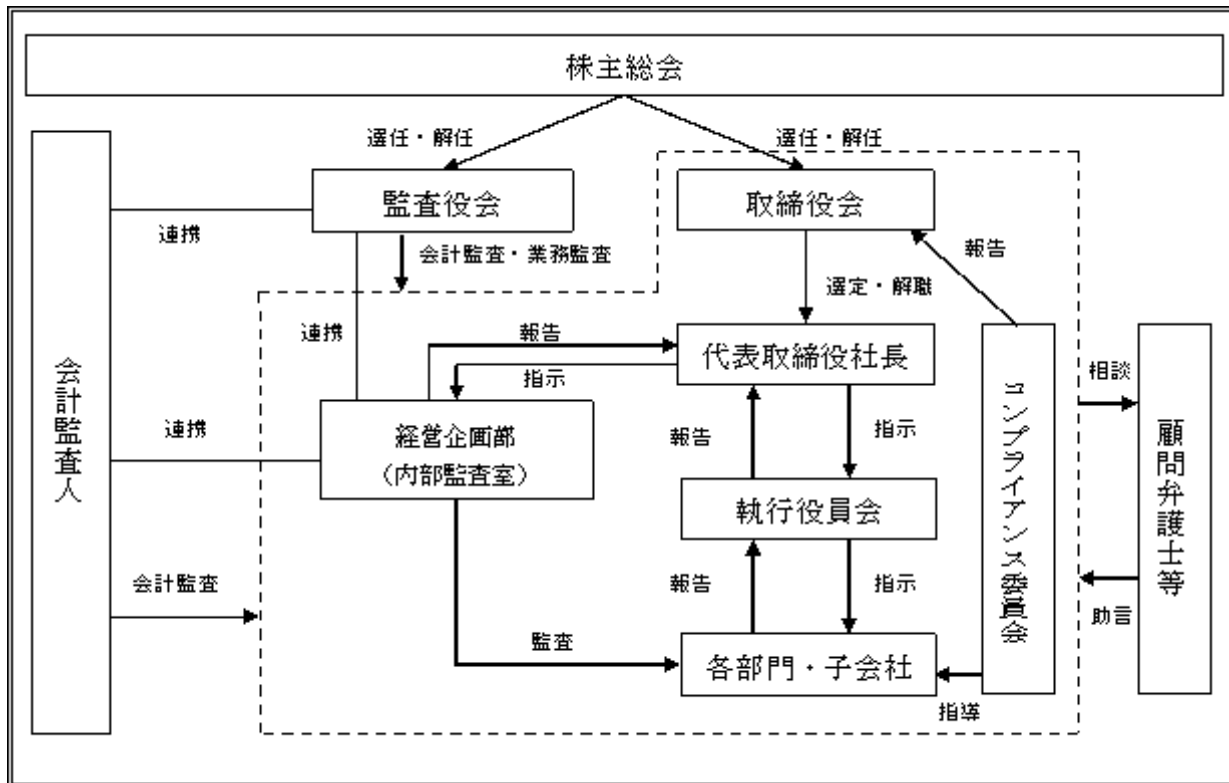 株主総会
選任・解任
選任・解任
監査役会
取締役会
連携
会計監査・業務監査
報告
選定・解職
連携
報告
代表取締役社長
指示
相談
会計監査人
連携
経営企画部
（内部監査室）
報告
指示
コンプライアンス委員会
顧問弁護士等
執行役員会
会計監査
報告
指示
助言
監査
各部門・子会社
指導